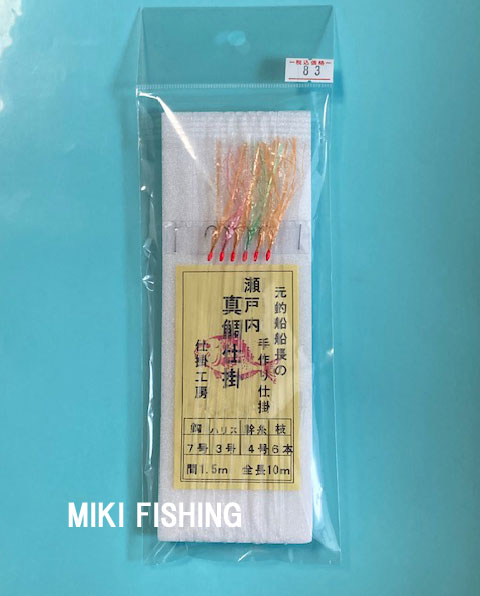 税込価格
83
元釣船船長の
手作り仕掛
瀬戸内
真鯛仕掛
仕掛工房
鈎 ハリス 幹糸 枝
7号 3号 4号 6本
間1.5m 全長10m
MIKI FISHING